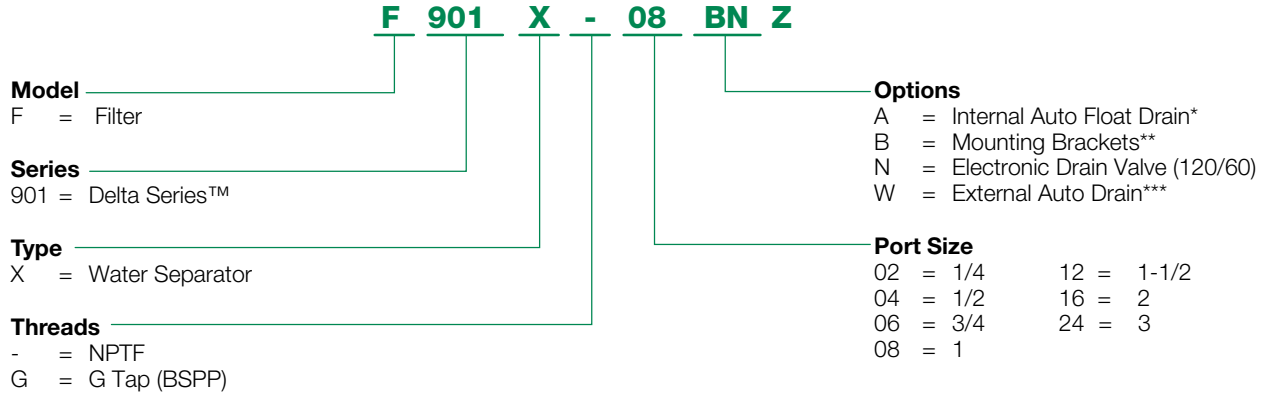 F 901 X - 08 BN Z
Model
F = Filter
Series
901 = Delta Series™
Type
X = Water Separator
Threads
- = NPTF
G = G Tap (BSPP)
Options
A = Internal Auto Float Drain*
B = Mounting Brackets**
N = Electronic Drain Valve (120/60)
W = External Auto Drain***
Port Size
02 = 1/4 12 = 1-1/2
04 = 1/2 16 = 2
06 = 3/4 24 = 3
08 = 1